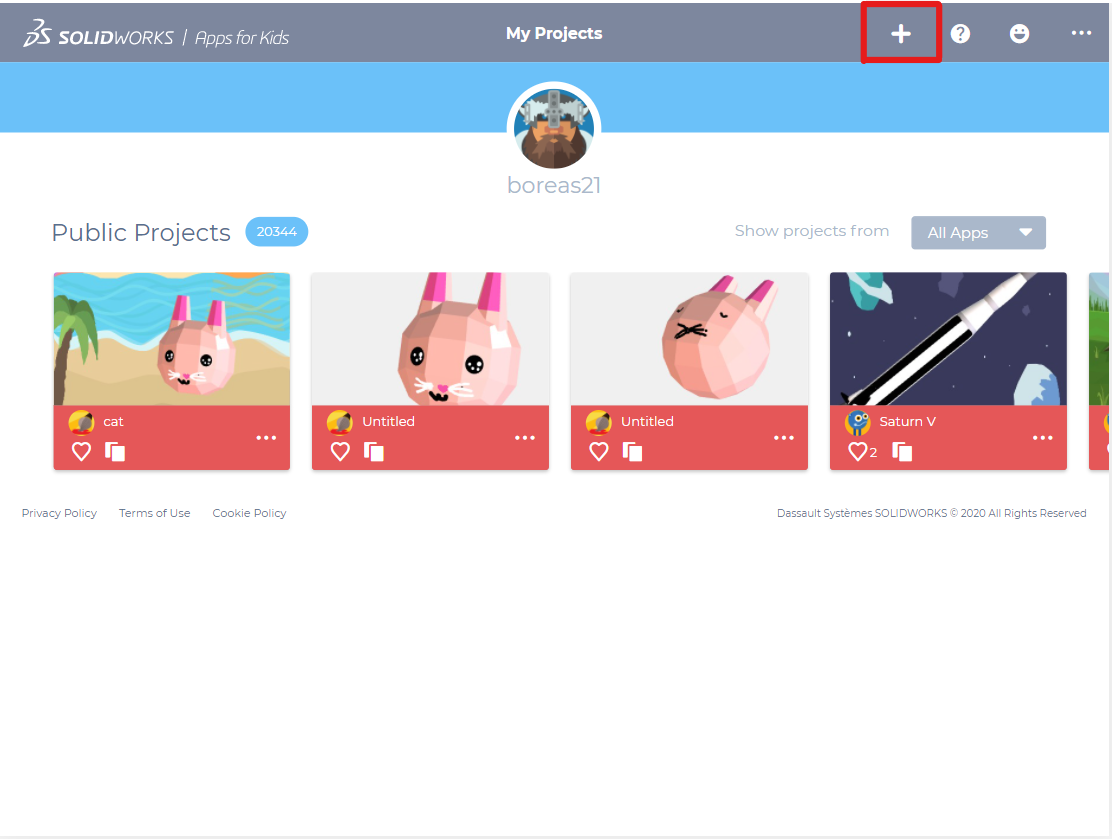 SOLIDWORKS | Apps for Kids
My Projects
boreas21
Public Projects 20344
Show projects from All Apps
cat
Untitled
Untitled
Saturn V
2
Privacy Policy Terms of Use Cookie Policy
Dassault Systèmes SOLIDWORKS © 2020 All Rights Reserved